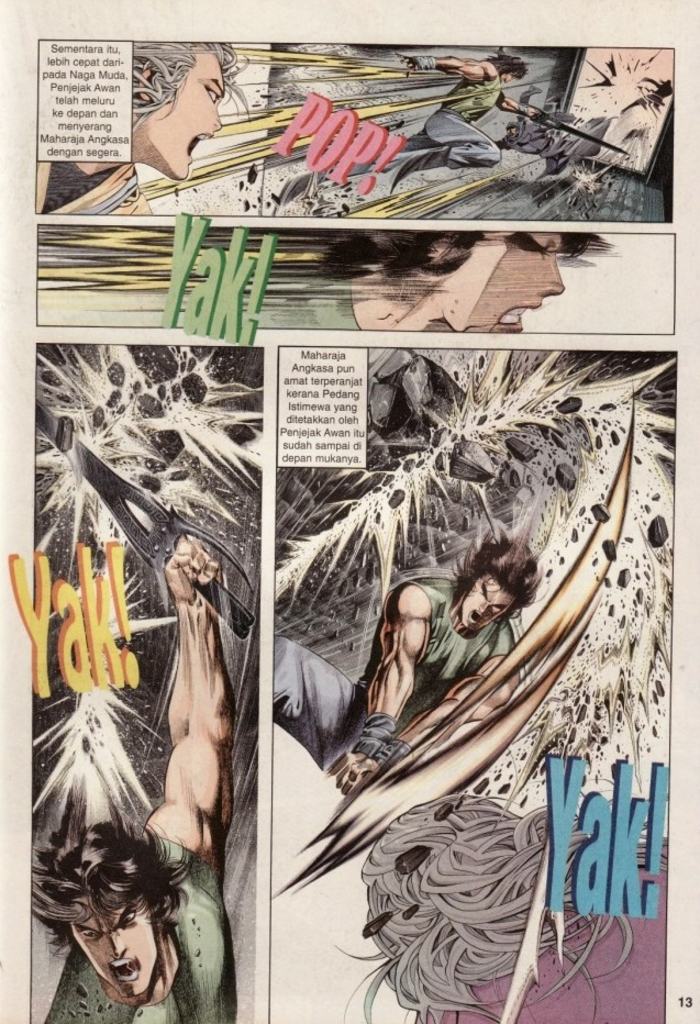 Sementara itu,
lebih cepat dari-
pada Naga Muda,
Penjejak Awan
telah meluru
ke depan dan
menyerang
Maharaja Angkasa
dengan segera.
POP!
Yak!
Yak!
Maharaja
Angkasa pun
amat terperanjat
kerana Pedang
Istimewa yang
ditetakkan oleh
Penjejak Awan itu
sudah sampai di
depan mukanya.
Yak!
13